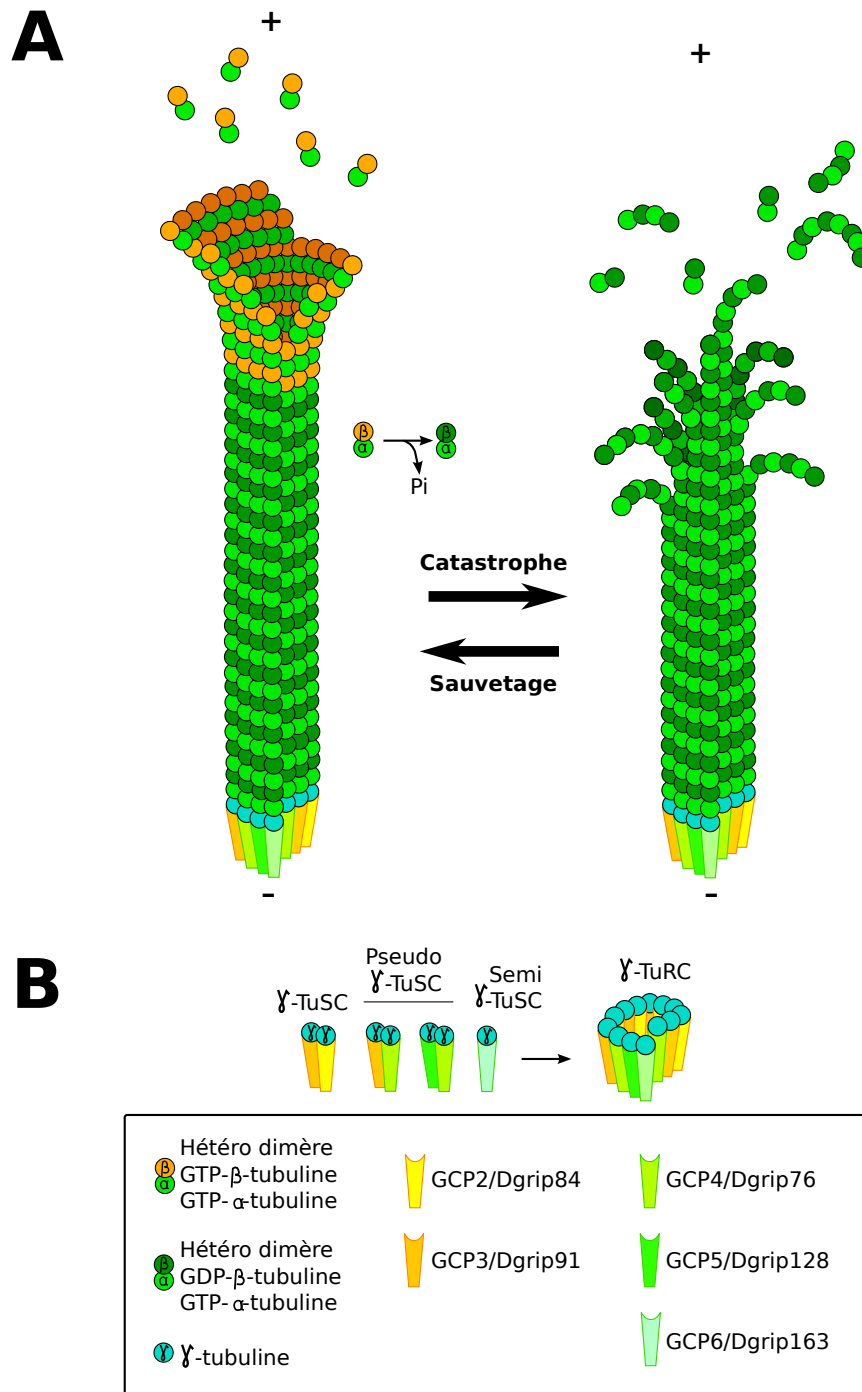 A
+
+
β
α
β
α
Pi
Catastrophe
Sauvetage
–
–
B
ɣ-TuSC
Pseudo
ɣ-TuSC
Semi
ɣ-TuSC
ɣ-TuRC
ɣ ɣ
ɣ ɣ
ɣ ɣ
ɣ
Hétéro dimère
β GTP-β-tubuline
α GTP-α-tubuline
Hétéro dimère
β GDP-β-tubuline
α GTP-α-tubuline
ɣ ɣ-tubuline
GCP2/Dgrip84
GCP3/Dgrip91
GCP4/Dgrip76
GCP5/Dgrip128
GCP6/Dgrip163